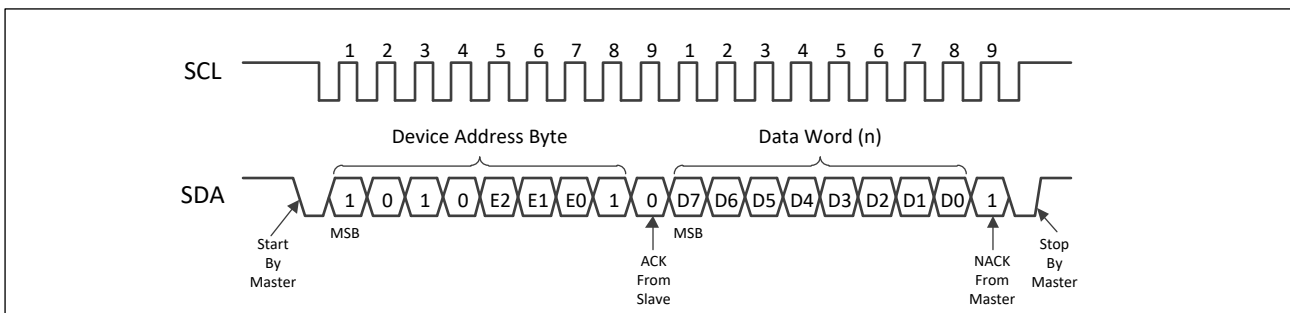 1 2 3 4 5 6 7 8 9 1 2 3 4 5 6 7 8 9
SCL
Device Address Byte Data Word (n)
SDA 1 0 1 0 E2 E1 E0 1 0 D7 D6 D5 D4 D3 D2 D1 D0 1
MSB MSB
Start
By
Master
ACK
From
Slave
NACK
From
Master
Stop
By
Master